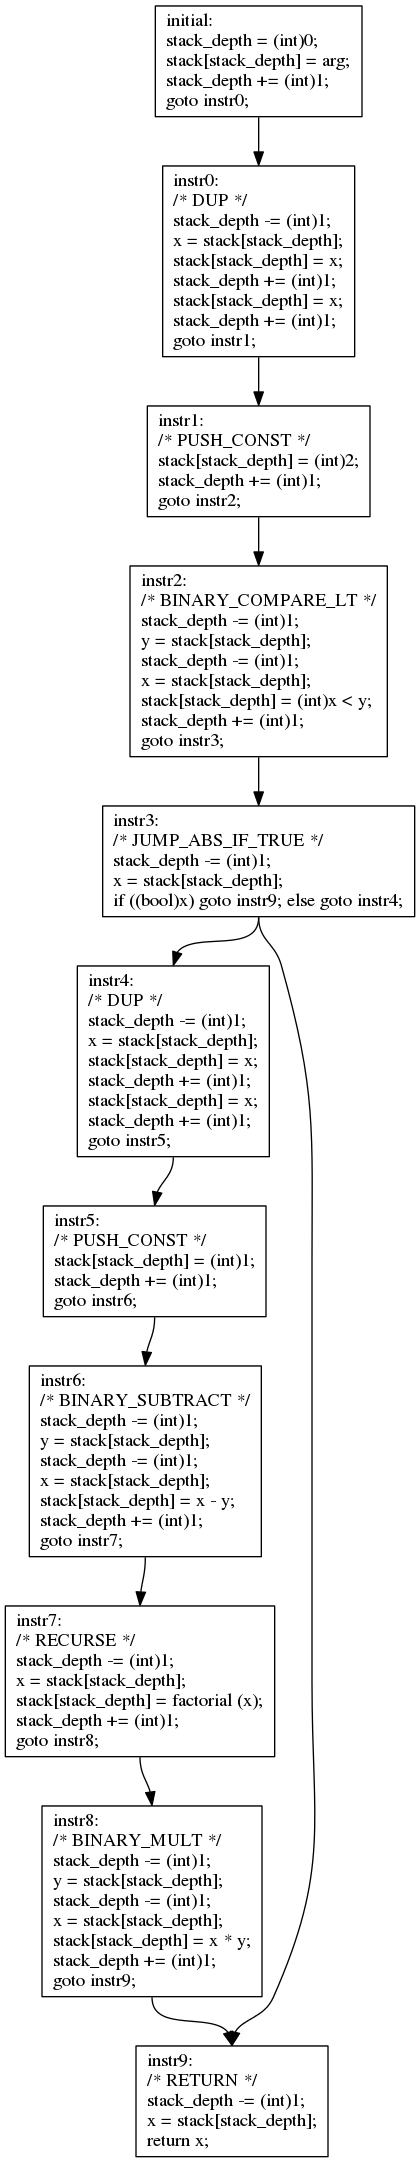 initial:
stack_depth = (int)0;
stack[stack_depth] = arg;
stack_depth += (int)1;
goto instr0;
instr0:
/* DUP */
stack_depth -= (int)1;
x = stack[stack_depth];
stack[stack_depth] = x;
stack_depth += (int)1;
stack[stack_depth] = x;
stack_depth += (int)1;
goto instr1;
instr1:
/* PUSH_CONST */
stack[stack_depth] = (int)2;
stack_depth += (int)1;
goto instr2;
instr2:
/* BINARY_COMPARE_LT */
stack_depth -= (int)1;
y = stack[stack_depth];
stack_depth -= (int)1;
x = stack[stack_depth];
stack[stack_depth] = (int)x < y;
stack_depth += (int)1;
goto instr3;
instr3:
/* JUMP_ABS_IF_TRUE */
stack_depth -= (int)1;
x = stack[stack_depth];
if ((bool)x) goto instr9; else goto instr4;
instr4:
/* DUP */
stack_depth -= (int)1;
x = stack[stack_depth];
stack[stack_depth] = x;
stack_depth += (int)1;
stack[stack_depth] = x;
stack_depth += (int)1;
goto instr5;
instr5:
/* PUSH_CONST */
stack[stack_depth] = (int)1;
stack_depth += (int)1;
goto instr6;
instr6:
/* BINARY_SUBTRACT */
stack_depth -= (int)1;
y = stack[stack_depth];
stack_depth -= (int)1;
x = stack[stack_depth];
stack[stack_depth] = x - y;
stack_depth += (int)1;
goto instr7;
instr7:
/* RECURSE */
stack_depth -= (int)1;
x = stack[stack_depth];
stack[stack_depth] = factorial (x);
stack_depth += (int)1;
goto instr8;
instr8:
/* BINARY_MULT */
stack_depth -= (int)1;
y = stack[stack_depth];
stack_depth -= (int)1;
x = stack[stack_depth];
stack[stack_depth] = x * y;
stack_depth += (int)1;
goto instr9;
instr9:
/* RETURN */
stack_depth -= (int)1;
x = stack[stack_depth];
return x;